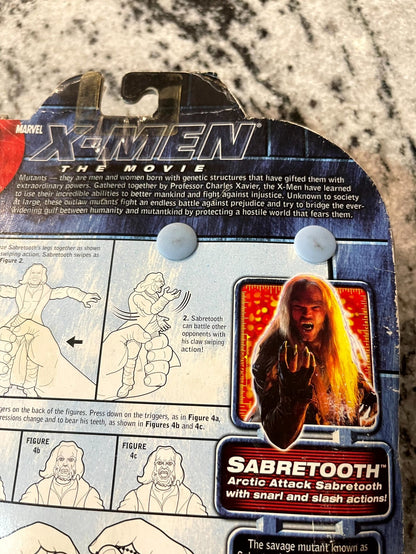 MARVEL
X-MEN
THE MOVIE
Mutants — they are men and women born with genetic structures that have gifted them with
extraordinary powers. Gathered together by Professor Charles Xavier, the X-Men have learned
to use their incredible abilities to better mankind and fight against injustice. Unknown to society
at large, these outlaw mutants fight an endless battle against prejudice and try to bridge the ever-
widening gulf between humanity and mutantkind by protecting a hostile world that fears them.
Sabretooth's legs together as shown
swiping action. Sabretooth swipes as
Figure 2.
2. Sabretooth
can battle other
opponents with
his claw swiping
action!
on the back of the figures. Press down on the triggers, as in Figure 4a,
change and to bear his teeth, as shown in Figures 4b and 4c.
FIGURE
4b
FIGURE
4c
SABRETOOTH™
Arctic Attack Sabretooth
with snarl and slash actions!
The savage mutant known as